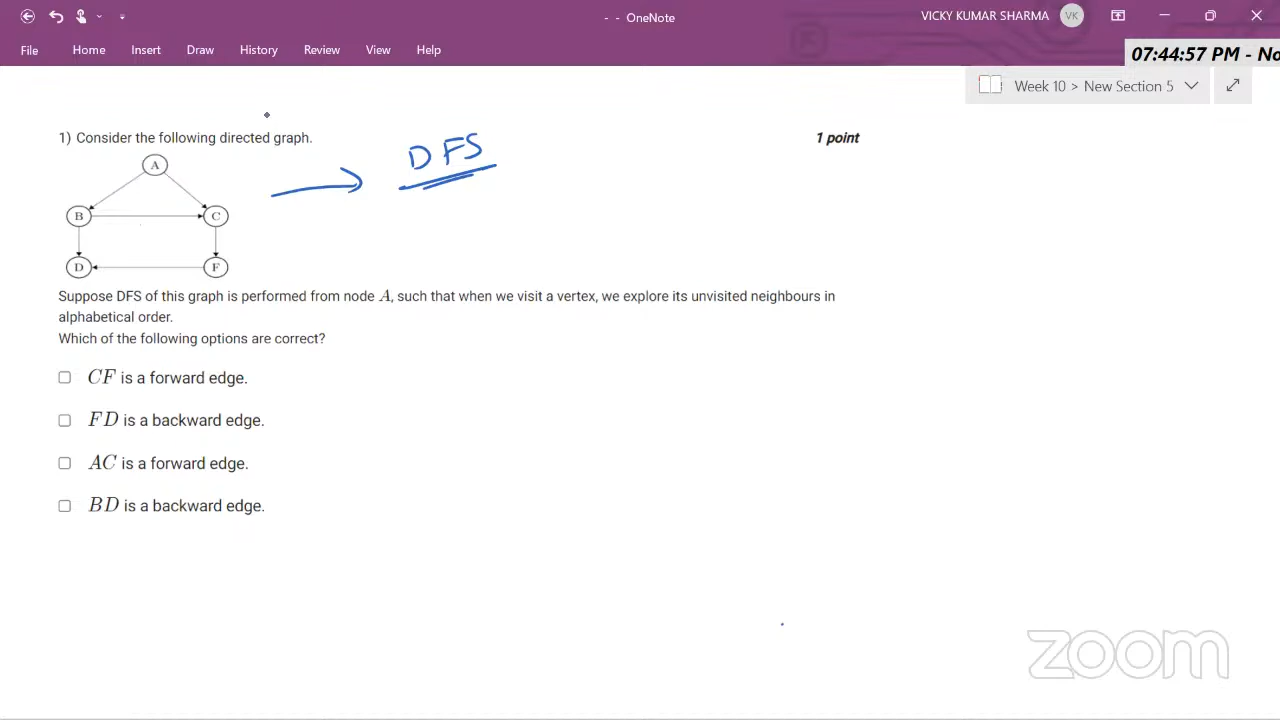 - - OneNote
VICKY KUMAR SHARMA
VK
File
Home
Insert
Draw
History
Review
View
Help
07:44:57 PM - No
Week 10 > New Section 5
1) Consider the following directed graph.
1 point
DFS
A
B
C
D
F
Suppose DFS of this graph is performed from node A, such that when we visit a vertex, we explore its unvisited neighbours in
alphabetical order.
Which of the following options are correct?
CF is a forward edge.
FD is a backward edge.
AC is a forward edge.
BD is a backward edge.
zoom